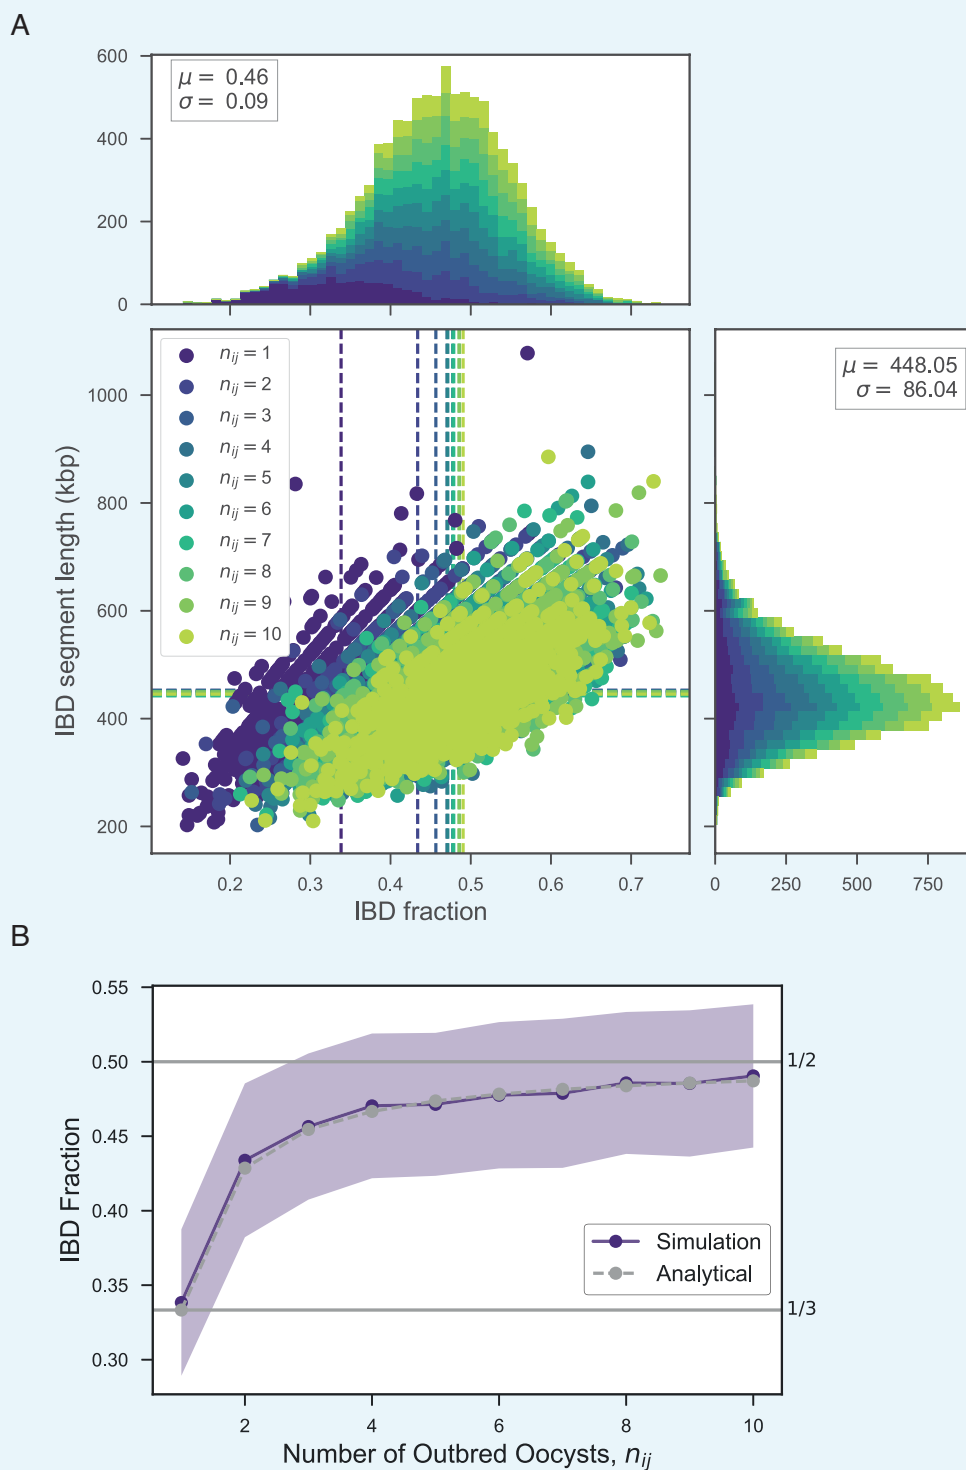 A
600
400
200
0
μ = 0.46
σ = 0.09
0.2 0.3 0.4 0.5 0.6 0.7
IBD fraction
1000
800
600
400
200
IBD segment length (kbp)
n_ij = 1
n_ij = 2
n_ij = 3
n_ij = 4
n_ij = 5
n_ij = 6
n_ij = 7
n_ij = 8
n_ij = 9
n_ij = 10
μ = 448.05
σ = 86.04
0 250 500 750
B
0.55
0.50
0.45
0.40
0.35
0.30
IBD Fraction
1/2
1/3
Simulation
Analytical
2 4 6 8 10
Number of Outbred Oocysts, n_ij